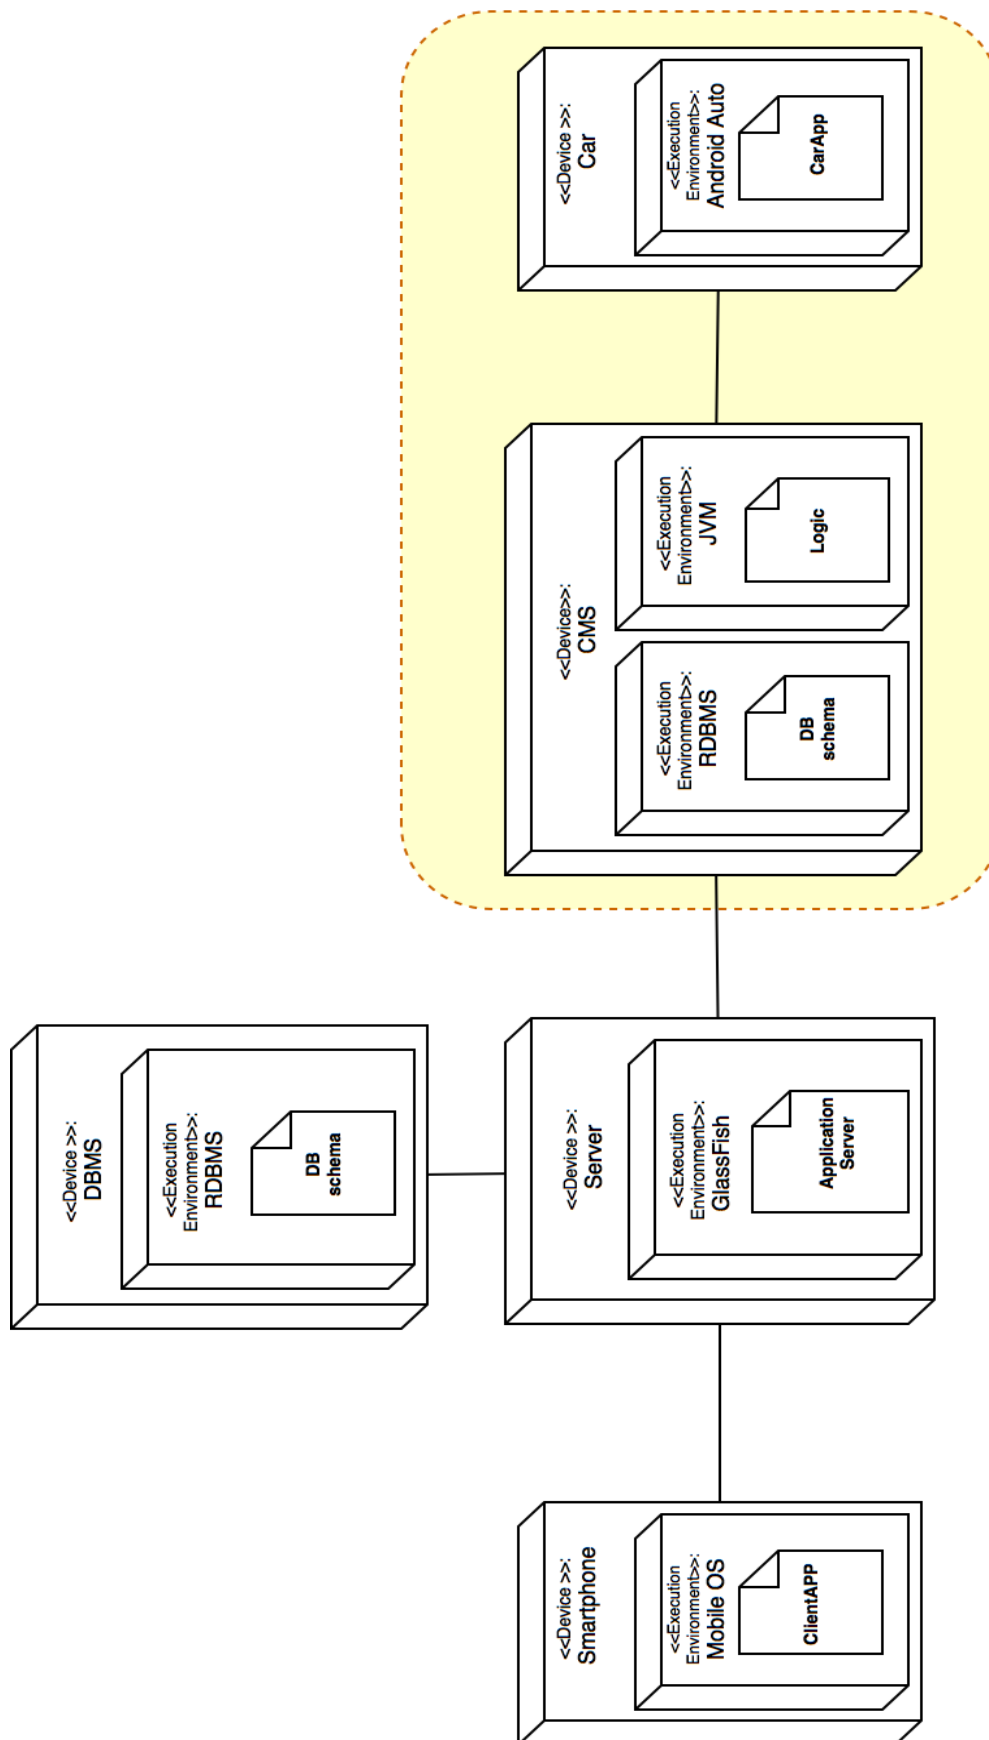 <<Device >>:
DBMS
<<Execution
Environment>>:
RDBMS
DB
schema
<<Device >>:
Smartphone
<<Execution
Environment>>:
Mobile OS
ClientAPP
<<Device >>:
Server
<<Execution
Environment>>:
GlassFish
Application
Server
<<Device>>:
CMS
<<Execution
Environment>>:
RDBMS
DB
schema
<<Execution
Environment>>:
JVM
Logic
<<Device >>:
Car
<<Execution
Environment>>:
Android Auto
CarApp